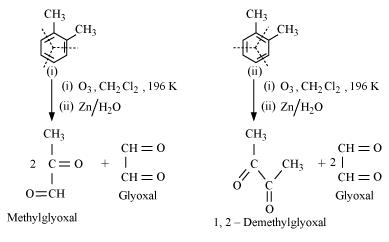 CH₃
CH₃
(i)
(i) O₃, CH₂Cl₂, 196 K
(ii) Zn/H₂O
CH₃
2 C = O
O=CH
Methylglyoxal
+
CH = O
CH = O
Glyoxal
CH₃
CH₃
(ii)
(i) O₃, CH₂Cl₂, 196 K
(ii) Zn/H₂O
CH₃
C
O
CH₃
C
O
1, 2 – Demethylglyoxal
+ 2
CH = O
CH = O
Glyoxal